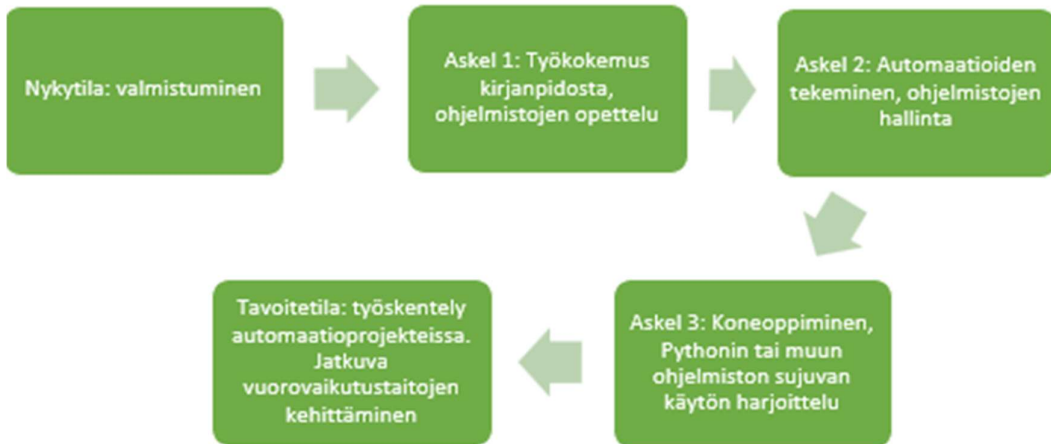 Nykytila: valmistuminen
Askel 1: Työkokemus
kirjanpidosta,
ohjelmistojen opettelu
Askel 2: Automaatioiden
tekeminen, ohjelmistojen
hallinta
Askel 3: Koneoppiminen,
Pythonin tai muun
ohjelmiston sujuvan
käytön harjoittelu
Tavoitetila: työskentely
automaatioprojekteissa.
Jatkuva
vuorovaikutustaitojen
kehittäminen